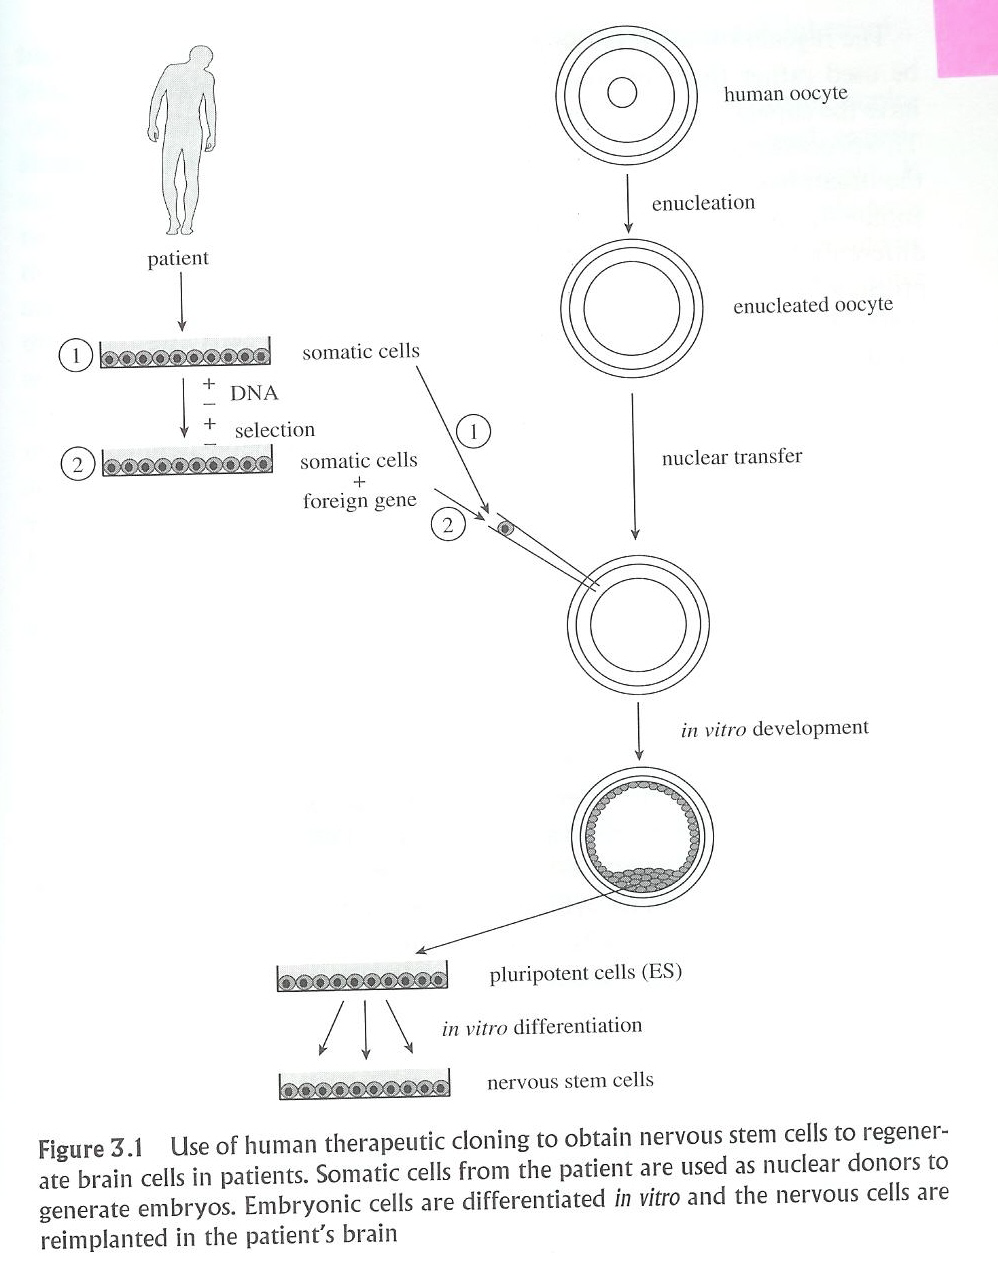 human oocyte
enucleation
patient
enucleated oocyte
1
somatic cells
+
−
DNA
+
−
selection
1
2
somatic cells
+
foreign gene
nuclear transfer
2
in vitro development
pluripotent cells (ES)
in vitro differentiation
nervous stem cells
Figure 3.1 Use of human therapeutic cloning to obtain nervous stem cells to regener-
ate brain cells in patients. Somatic cells from the patient are used as nuclear donors to
generate embryos. Embryonic cells are differentiated in vitro and the nervous cells are
reimplanted in the patient's brain